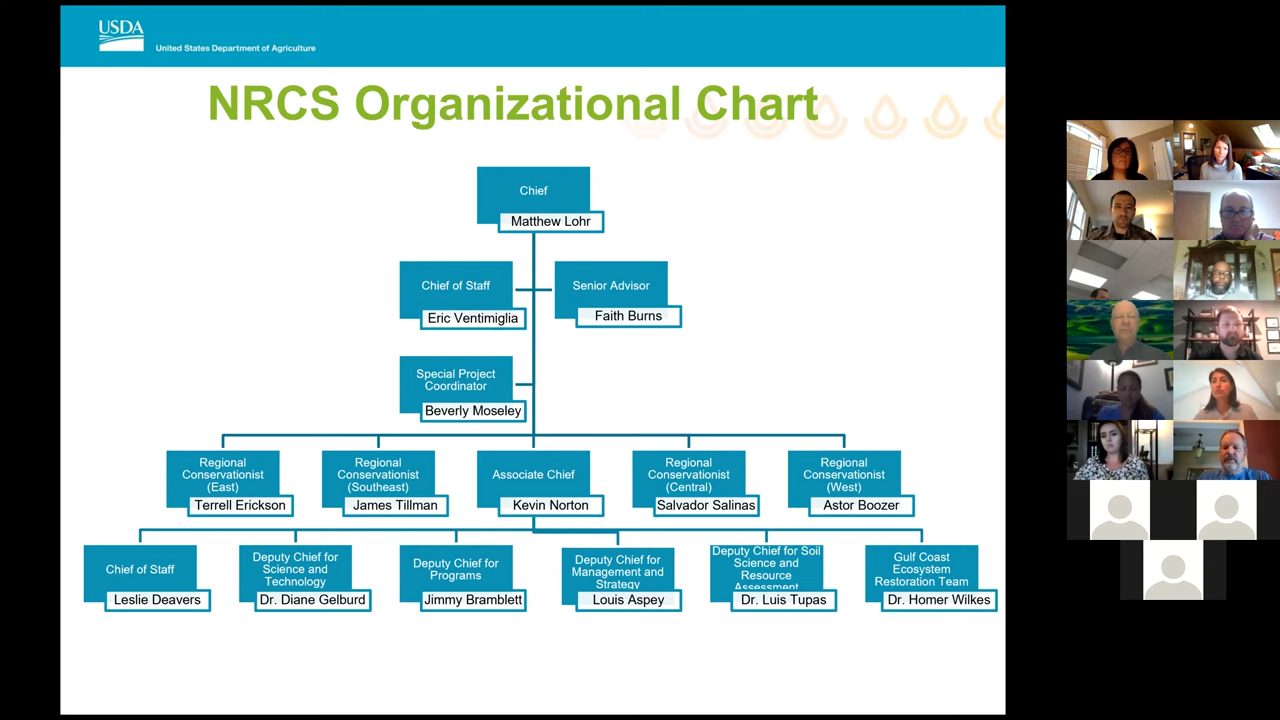 USDA
United States Department of Agriculture
NRCS Organizational Chart
Chief
Matthew Lohr
Chief of Staff
Eric Ventimiglia
Senior Advisor
Faith Burns
Special Project
Coordinator
Beverly Moseley
Regional
Conservationist
(East)
Terrell Erickson
Regional
Conservationist
(Southeast)
James Tillman
Associate Chief
Kevin Norton
Regional
Conservationist
(Central)
Salvador Salinas
Regional
Conservationist
(West)
Astor Boozer
Chief of Staff
Leslie Deavers
Deputy Chief for
Science and
Technology
Dr. Diane Gelburd
Deputy Chief for
Programs
Jimmy Bramblett
Deputy Chief for
Management and
Strategy
Louis Aspey
Deputy Chief for Soil
Science and
Resource
Assessment
Dr. Luis Tupas
Gulf Coast
Ecosystem
Restoration Team
Dr. Homer Wilkes